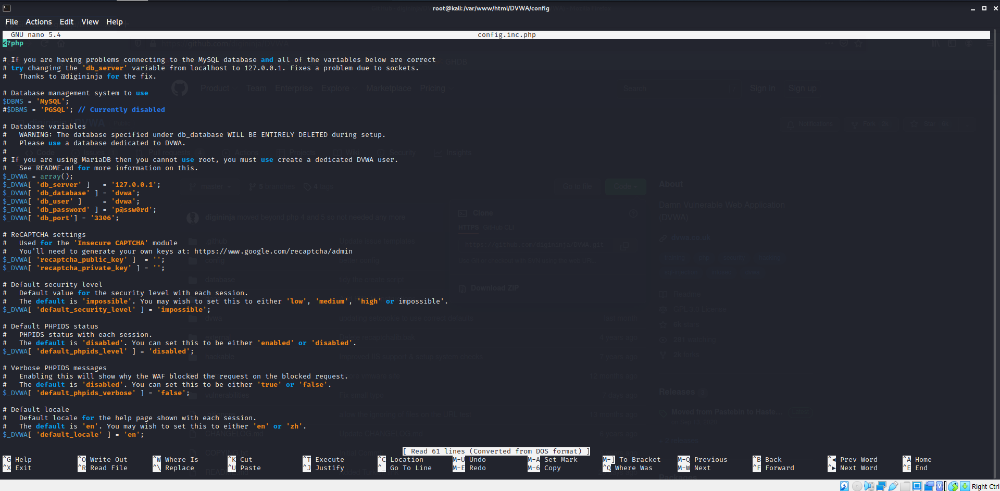 root@kali: /var/www/html/DVWA/config
File Actions Edit View Help
GNU nano 5.4 config.inc.php
<?php
# If you are having problems connecting to the MySQL database and all of the variables below are correct
# try changing the 'db_server' variable from localhost to 127.0.0.1. Fixes a problem due to sockets.
#   Thanks to @digininja for the fix.
# Database management system to use
$DBMS = 'MySQL';
#$DBMS = 'PGSQL'; // Currently disabled
# Database variables
#   WARNING: The database specified under db_database WILL BE ENTIRELY DELETED during setup.
#   Please use a database dedicated to DVWA.
#
# If you are using MariaDB then you cannot use root, you must use create a dedicated DVWA user.
#   See README.md for more information on this.
$_DVWA = array();
$_DVWA[ 'db_server' ]   = '127.0.0.1';
$_DVWA[ 'db_database' ] = 'dvwa';
$_DVWA[ 'db_user' ]     = 'dvwa';
$_DVWA[ 'db_password' ] = 'p@ssw0rd';
$_DVWA[ 'db_port'] = '3306';
# ReCAPTCHA settings
#   Used for the 'Insecure CAPTCHA' module
#   You'll need to generate your own keys at: https://www.google.com/recaptcha/admin
$_DVWA[ 'recaptcha_public_key' ]  = '';
$_DVWA[ 'recaptcha_private_key' ] = '';
# Default security level
#   Default value for the security level with each session.
#   The default is 'impossible'. You may wish to set this to either 'low', 'medium', 'high' or impossible'.
$_DVWA[ 'default_security_level' ] = 'impossible';
# Default PHPIDS status
#   PHPIDS status with each session.
#   The default is 'disabled'. You can set this to be either 'enabled' or 'disabled'.
$_DVWA[ 'default_phpids_level' ] = 'disabled';
# Verbose PHPIDS messages
#   Enabling this will show why the WAF blocked the request on the blocked request.
#   The default is 'disabled'. You can set this to be either 'true' or 'false'.
$_DVWA[ 'default_phpids_verbose' ] = 'false';
# Default locale
#   Default locale for the help page shown with each session.
#   The default is 'en'. You may wish to set this to either 'en' or 'zh'.
$_DVWA[ 'default_locale' ] = 'en';
[ Read 61 lines (Converted from DOS format) ]
^G Help ^O Write Out ^W Where Is ^K Cut ^T Execute ^C Location M-U Undo M-A Set Mark M-] To Bracket M-Q Previous ^B Back ^◀ Prev Word ^A Home
^X Exit ^R Read File ^\ Replace ^U Paste ^J Justify ^_ Go To Line M-E Redo M-6 Copy ^Q Where Was M-W Next ^F Forward ^▶ Next Word ^E End
Right Ctrl